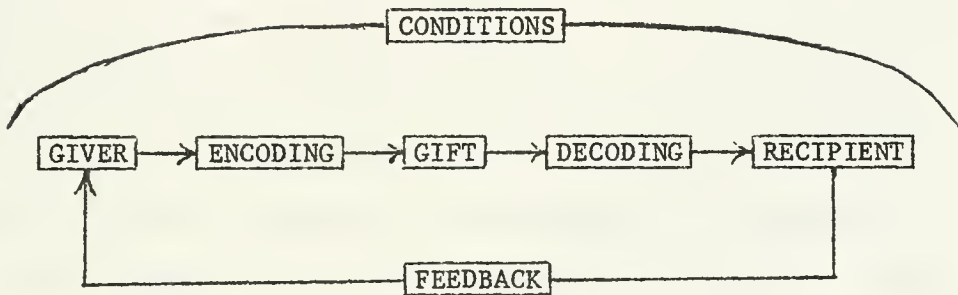 CONDITIONS
GIVER ENCODING GIFT DECODING RECIPIENT
FEEDBACK